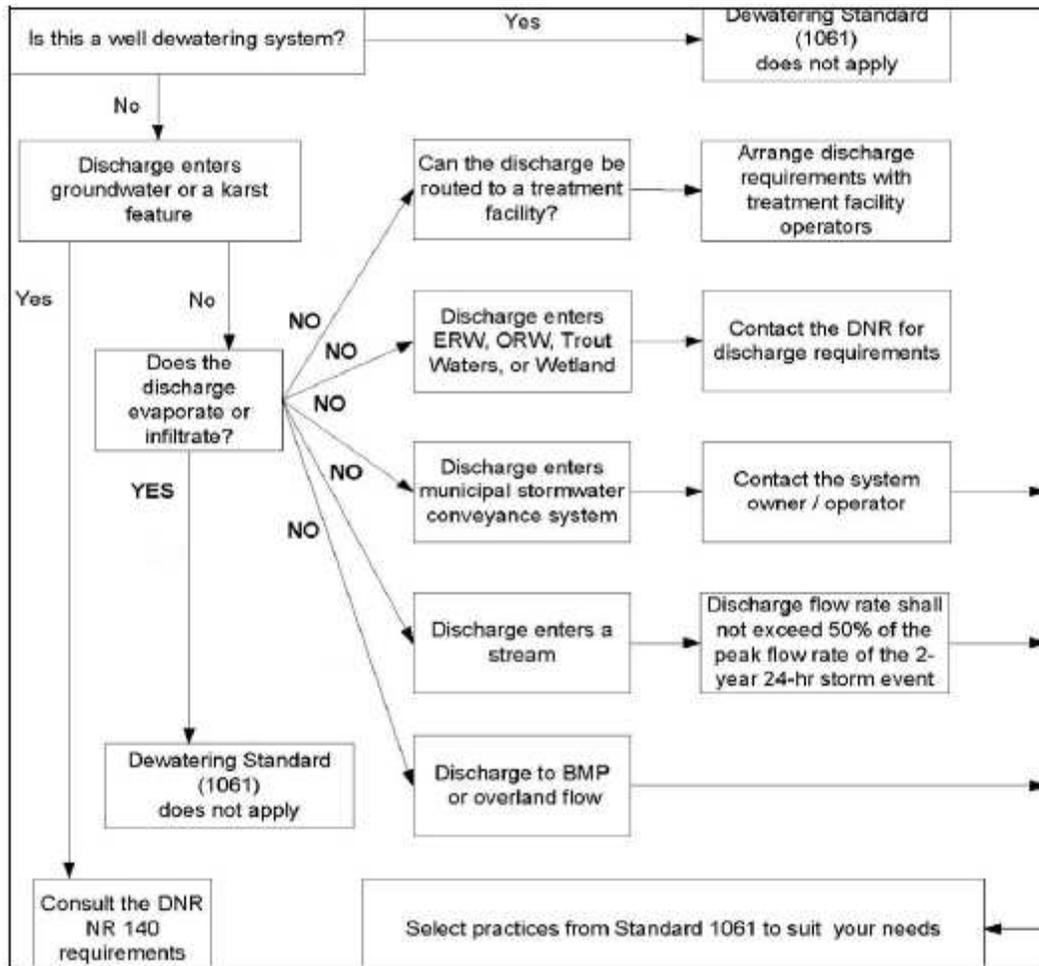 Is this a well dewatering system?
Yes
Dewatering Standard
(1061)
does not apply
No
Discharge enters
groundwater or a karst
feature
Can the discharge be
routed to a treatment
facility?
Arrange discharge
requirements with
treatment facility
operators
Yes
No
NO
NO
NO
NO
NO
Discharge enters
ERW, ORW, Trout
Waters, or Wetland
Contact the DNR for
discharge requirements
Does the
discharge
evaporate or
infiltrate?
YES
Discharge enters
municipal stormwater
conveyance system
Contact the system
owner / operator
Discharge enters a
stream
Discharge flow rate shall
not exceed 50% of the
peak flow rate of the 2-
year 24-hr storm event
Dewatering Standard
(1061)
does not apply
Discharge to BMP
or overland flow
Consult the DNR
NR 140
requirements
Select practices from Standard 1061 to suit your needs